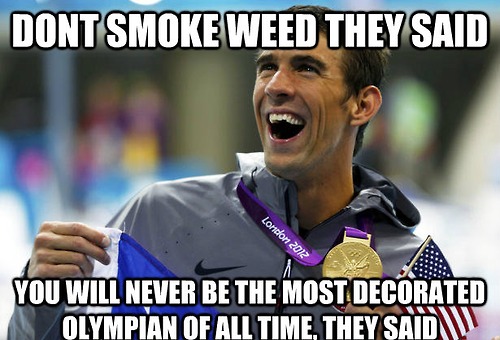 DONT SMOKE WEED THEY SAID
London 2012
YOU WILL NEVER BE THE MOST DECORATED
OLYMPIAN OF ALL TIME, THEY SAID